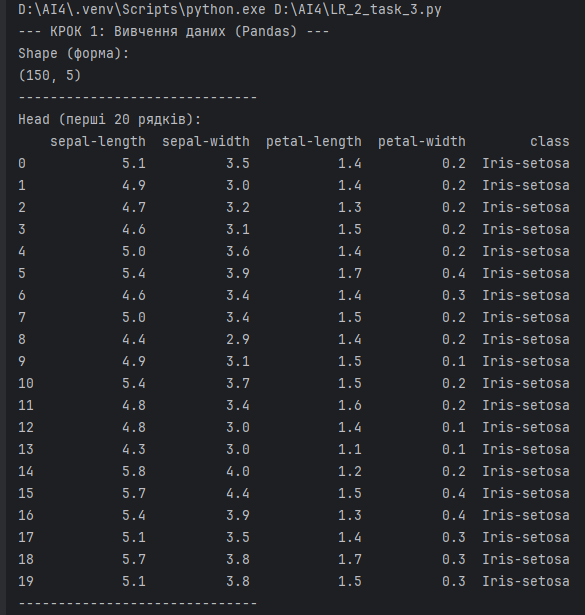 D:\AI4\.venv\Scripts\python.exe D:\AI4\LR_2_task_3.py
--- КРОК 1: Вивчення даних (Pandas) ---
Shape (форма):
(150, 5)
------------------------------
Head (перші 20 рядків):
    sepal-length  sepal-width  petal-length  petal-width        class
0            5.1          3.5           1.4          0.2  Iris-setosa
1            4.9          3.0           1.4          0.2  Iris-setosa
2            4.7          3.2           1.3          0.2  Iris-setosa
3            4.6          3.1           1.5          0.2  Iris-setosa
4            5.0          3.6           1.4          0.2  Iris-setosa
5            5.4          3.9           1.7          0.4  Iris-setosa
6            4.6          3.4           1.4          0.3  Iris-setosa
7            5.0          3.4           1.5          0.2  Iris-setosa
8            4.4          2.9           1.4          0.2  Iris-setosa
9            4.9          3.1           1.5          0.1  Iris-setosa
10           5.4          3.7           1.5          0.2  Iris-setosa
11           4.8          3.4           1.6          0.2  Iris-setosa
12           4.8          3.0           1.4          0.1  Iris-setosa
13           4.3          3.0           1.1          0.1  Iris-setosa
14           5.8          4.0           1.2          0.2  Iris-setosa
15           5.7          4.4           1.5          0.4  Iris-setosa
16           5.4          3.9           1.3          0.4  Iris-setosa
17           5.1          3.5           1.4          0.3  Iris-setosa
18           5.7          3.8           1.7          0.3  Iris-setosa
19           5.1          3.8           1.5          0.3  Iris-setosa
------------------------------